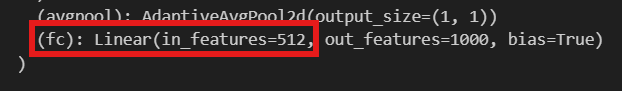 (avgpool): AdaptiveAvgPool2d(output_size=(1, 1))
(fc): Linear(in_features=512, out_features=1000, bias=True)
)